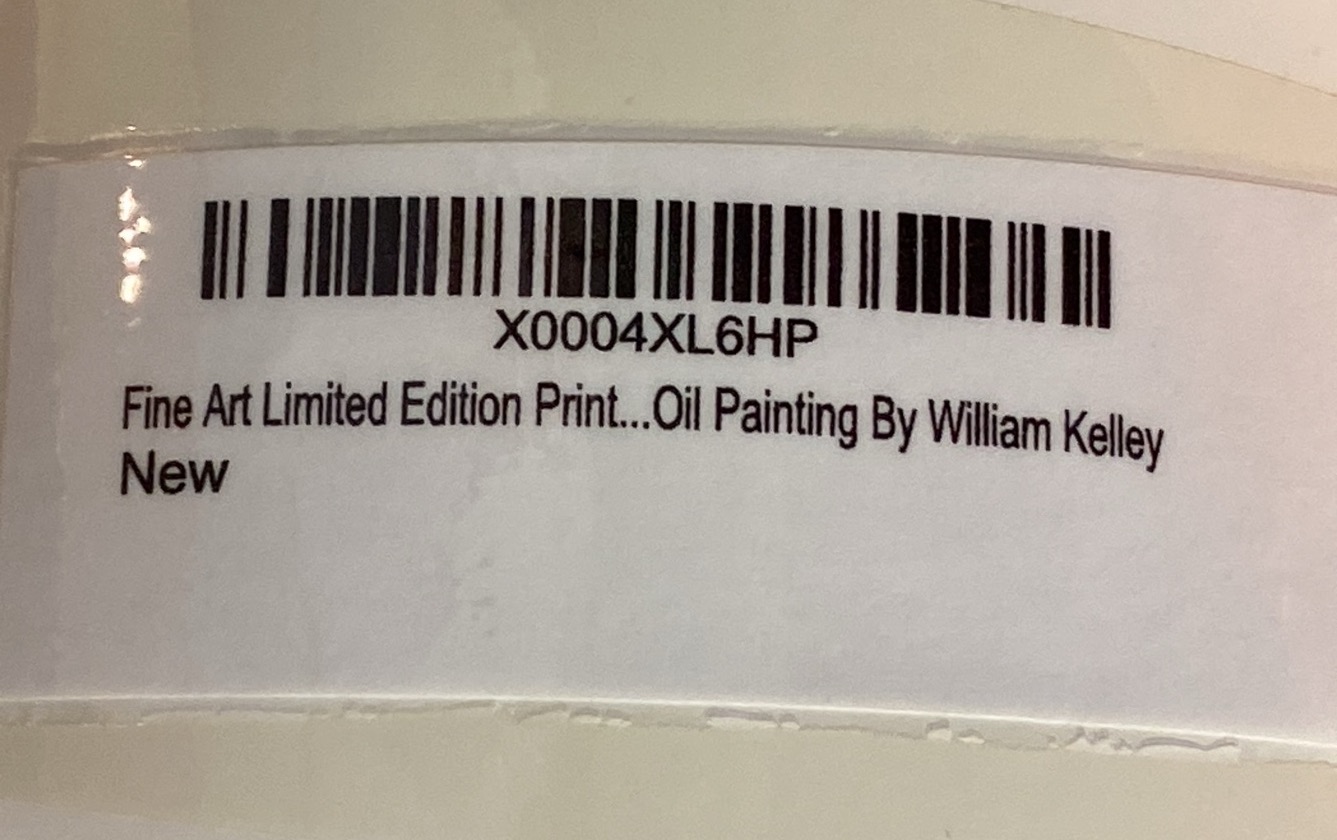 X0004XL6HP
Fine Art Limited Edition Print...Oil Painting By William Kelley
New